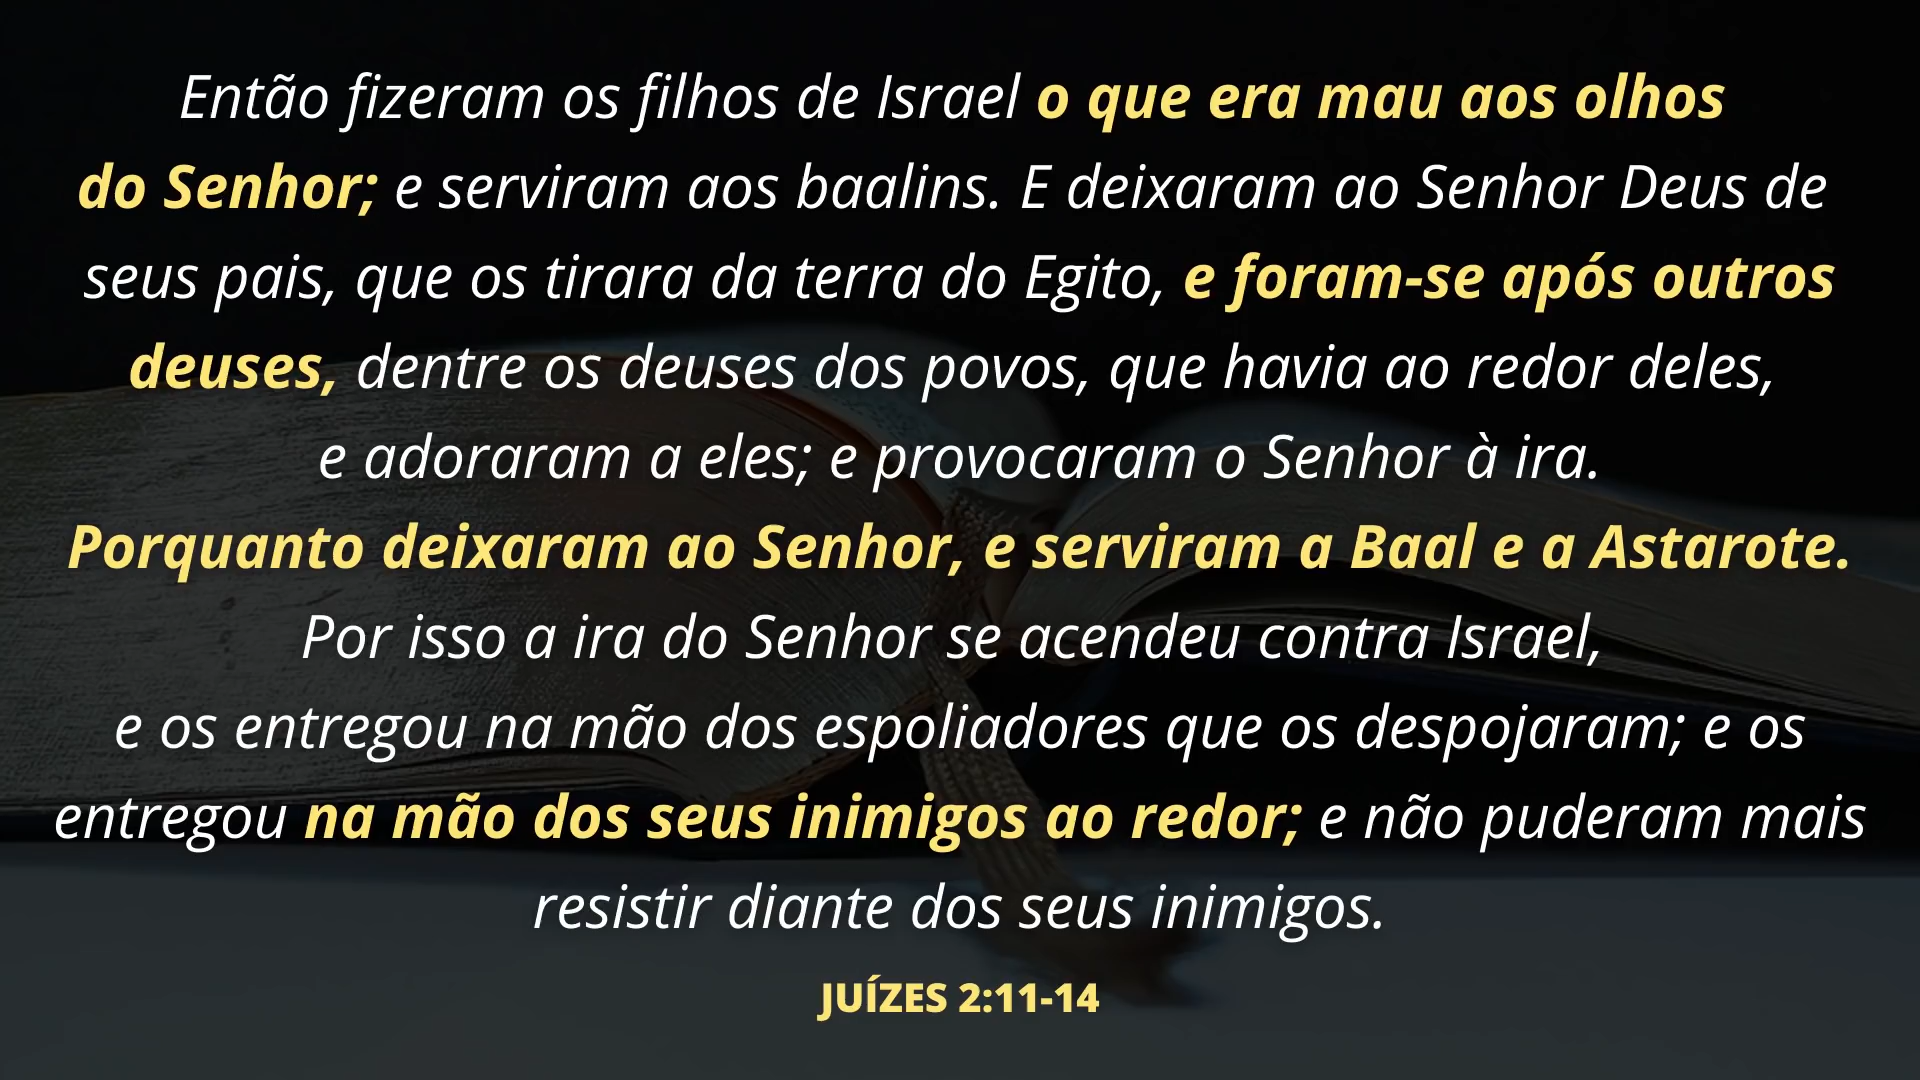 Então fizeram os filhos de Israel o que era mau aos olhos
do Senhor; e serviram aos baalins. E deixaram ao Senhor Deus de
seus pais, que os tirara da terra do Egito, e foram-se após outros
deuses, dentre os deuses dos povos, que havia ao redor deles,
e adoraram a eles; e provocaram o Senhor à ira.
Porquanto deixaram ao Senhor, e serviram a Baal e a Astarote.
Por isso a ira do Senhor se acendeu contra Israel,
e os entregou na mão dos espoliadores que os despojaram; e os
entregou na mão dos seus inimigos ao redor; e não puderam mais
resistir diante dos seus inimigos.
JUÍZES 2:11-14